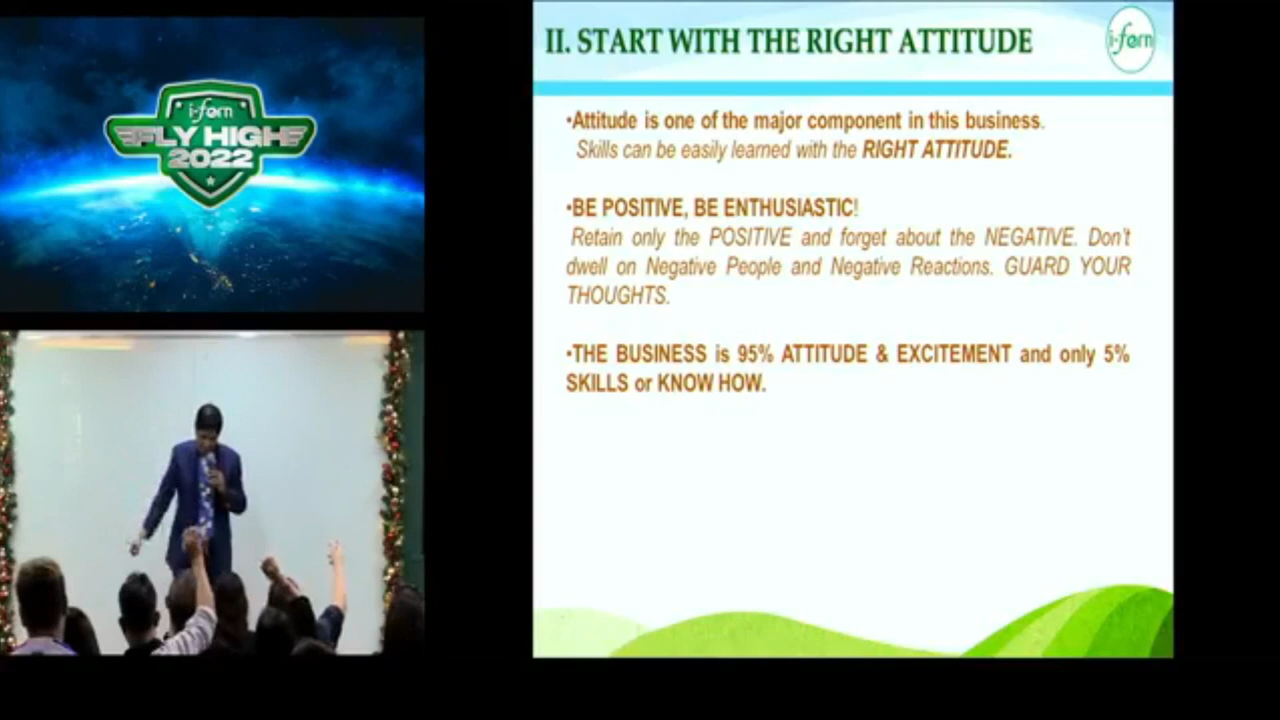 i-fern
FLY HIGH
2022
II. START WITH THE RIGHT ATTITUDE
i-fern
•Attitude is one of the major component in this business.
Skills can be easily learned with the RIGHT ATTITUDE.
•BE POSITIVE, BE ENTHUSIASTIC!
Retain only the POSITIVE and forget about the NEGATIVE. Don't
dwell on Negative People and Negative Reactions. GUARD YOUR
THOUGHTS.
•THE BUSINESS is 95% ATTITUDE & EXCITEMENT and only 5%
SKILLS or KNOW HOW.